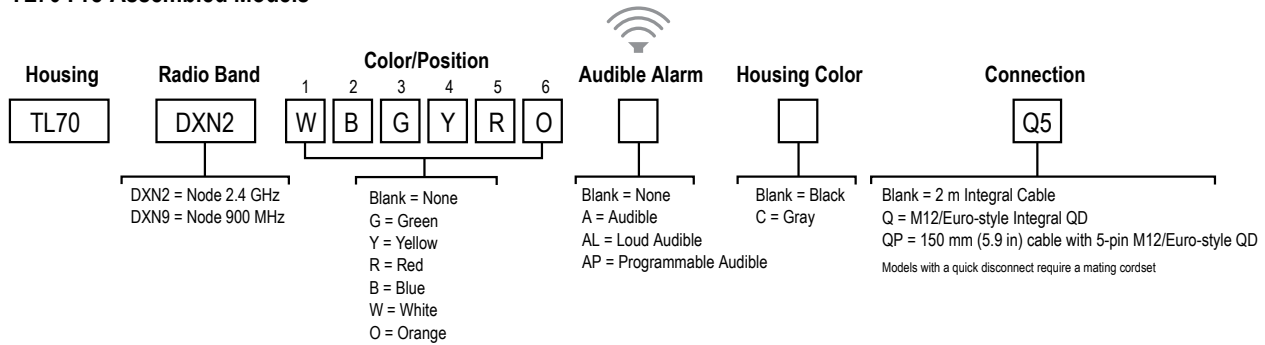 TL70 Pre-Assembled Models
Housing
Radio Band
Color/Position
Audible Alarm
Housing Color
Connection
1 2 3 4 5 6
TL70
DXN2
W B G Y R O
Q5
DXN2 = Node 2.4 GHz
DXN9 = Node 900 MHz
Blank = None
G = Green
Y = Yellow
R = Red
B = Blue
W = White
O = Orange
Blank = None
A = Audible
AL = Loud Audible
AP = Programmable Audible
Blank = Black
C = Gray
Blank = 2 m Integral Cable
Q = M12/Euro-style Integral QD
QP = 150 mm (5.9 in) cable with 5-pin M12/Euro-style QD
Models with a quick disconnect require a mating cordset